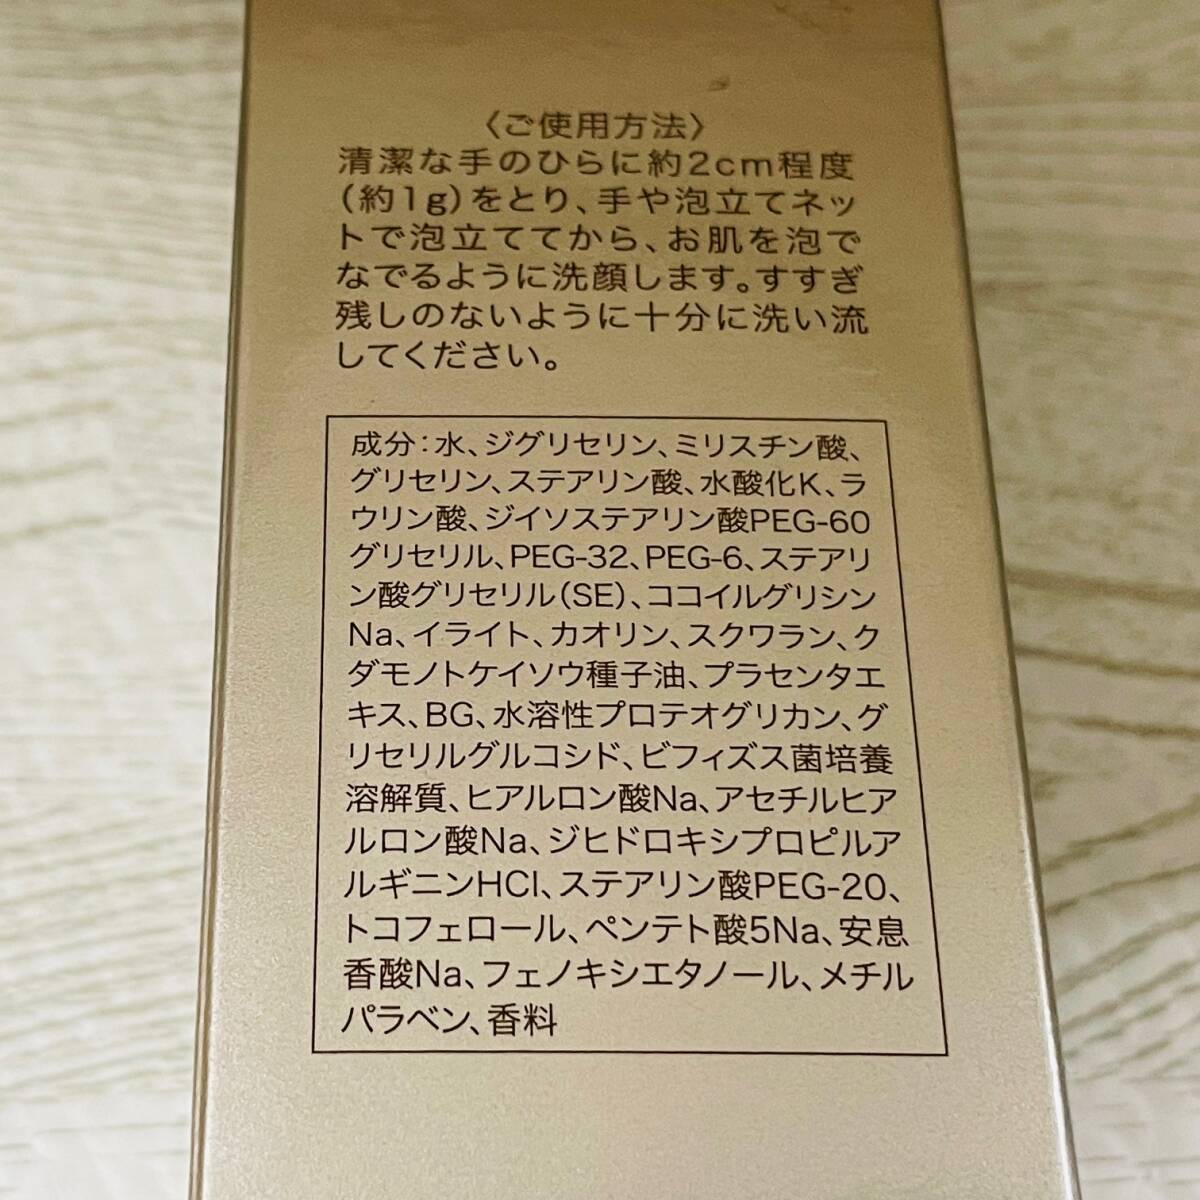 〈ご使用方法〉
清潔な手のひらに約2cm程度
(約1g)をとり、手や泡立てネッ
トで泡立ててから、お肌を泡で
なでるように洗顔します。すすぎ
残しのないように十分に洗い流
してください。
成分:水、ジグリセリン、ミリスチン酸、
グリセリン、ステアリン酸、水酸化K、ラ
ウリン酸、ジイソステアリン酸PEG-60
グリセリル、PEG-32、PEG-6、ステアリ
ン酸グリセリル(SE)、ココイルグリシン
Na、イライト、カオリン、スクワラン、ク
ダモノトケイソウ種子油、プラセンタエ
キス、BG、水溶性プロテオグリカン、グ
リセリルグルコシド、ビフィズス菌培養
溶解質、ヒアルロン酸Na、アセチルヒア
ルロン酸Na、ジヒドロキシプロピルア
ルギニンHCl、ステアリン酸PEG-20、
トコフェロール、ペンテト酸5Na、安息
香酸Na、フェノキシエタノール、メチル
パラベン、香料